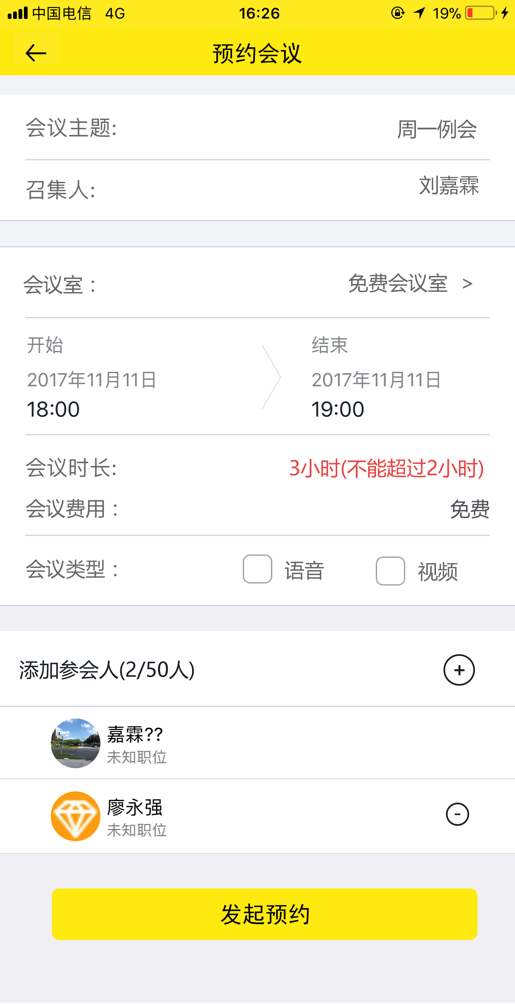 中国电信 4G 16:26 19%
预约会议
会议主题: 周一例会
召集人: 刘嘉霖
会议室： 免费会议室 >
开始 结束
2017年11月11日 2017年11月11日
18:00 19:00
会议时长: 3小时(不能超过2小时)
会议费用： 免费
会议类型： 语音 视频
添加参会人(2/50人)
嘉霖??
未知职位
廖永强
未知职位
发起预约